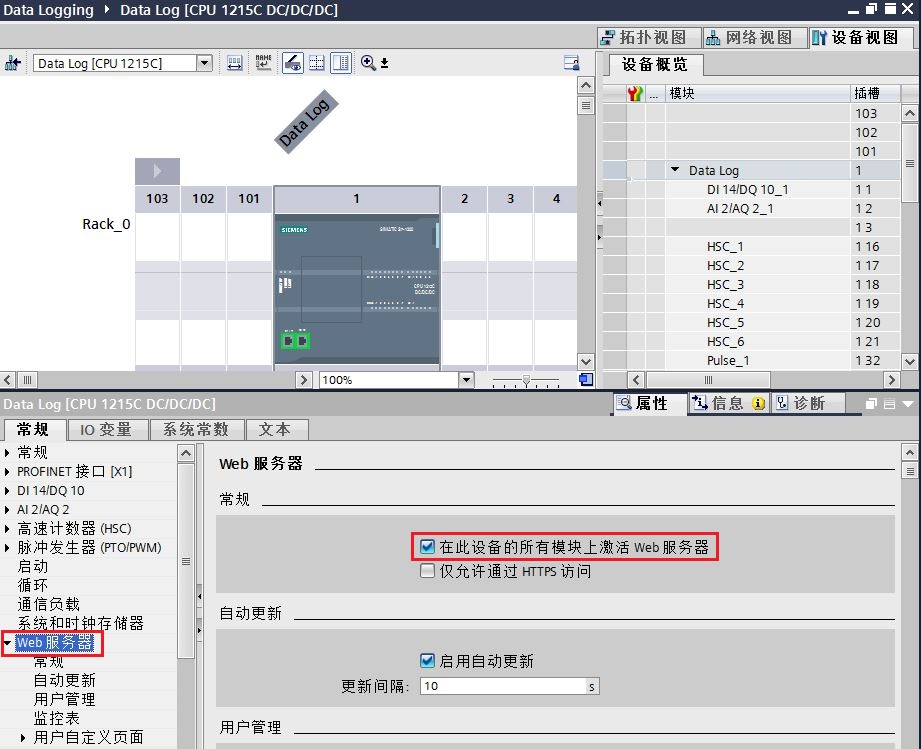 Data Logging ▸ Data Log [CPU 1215C DC/DC/DC]
拓扑视图 网络视图 设备视图
Data Log [CPU 1215C]
设备概览
... 模块 插槽
103
102
101
Data Log 1
DI 14/DQ 10_1 1 1
AI 2/AQ 2_1 1 2
1 3
HSC_1 1 16
HSC_2 1 17
HSC_3 1 18
HSC_4 1 19
HSC_5 1 20
HSC_6 1 21
Pulse_1 1 32
Data Log
103 102 101 1 2 3 4
Rack_0
SIEMENS
CPU 1215C
DC/DC/DC
100%
Data Log [CPU 1215C DC/DC/DC]
属性 信息 诊断
常规 IO 变量 系统常数 文本
常规
PROFINET 接口 [X1]
DI 14/DQ 10
AI 2/AQ 2
高速计数器 (HSC)
脉冲发生器 (PTO/PWM)
启动
循环
通信负载
系统和时钟存储器
Web 服务器
常规
自动更新
用户管理
监控表
用户自定义页面
Web 服务器
常规
在此设备的所有模块上激活 Web 服务器
仅允许通过 HTTPS 访问
自动更新
启用自动更新
更新间隔: 10 s
用户管理